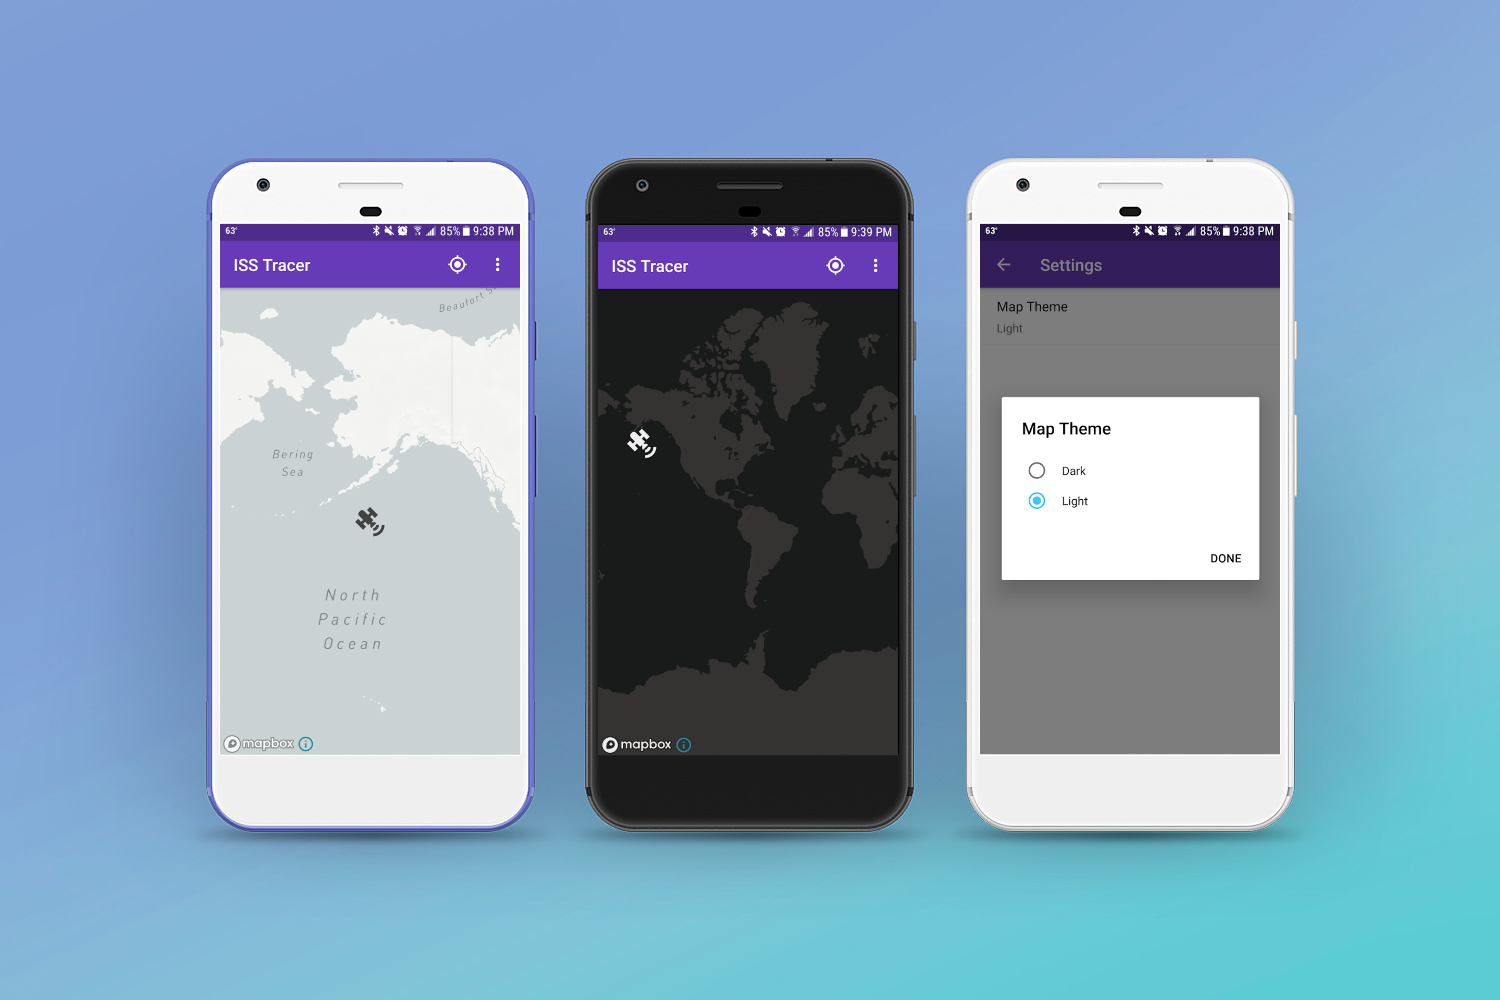 63°
85% 9:38 PM
ISS Tracer
Beaufort S
Bering
Sea
North
Pacific
Ocean
mapbox
63°
85% 9:39 PM
ISS Tracer
mapbox
63°
85% 9:38 PM
Settings
Map Theme
Light
Map Theme
Dark
Light
DONE